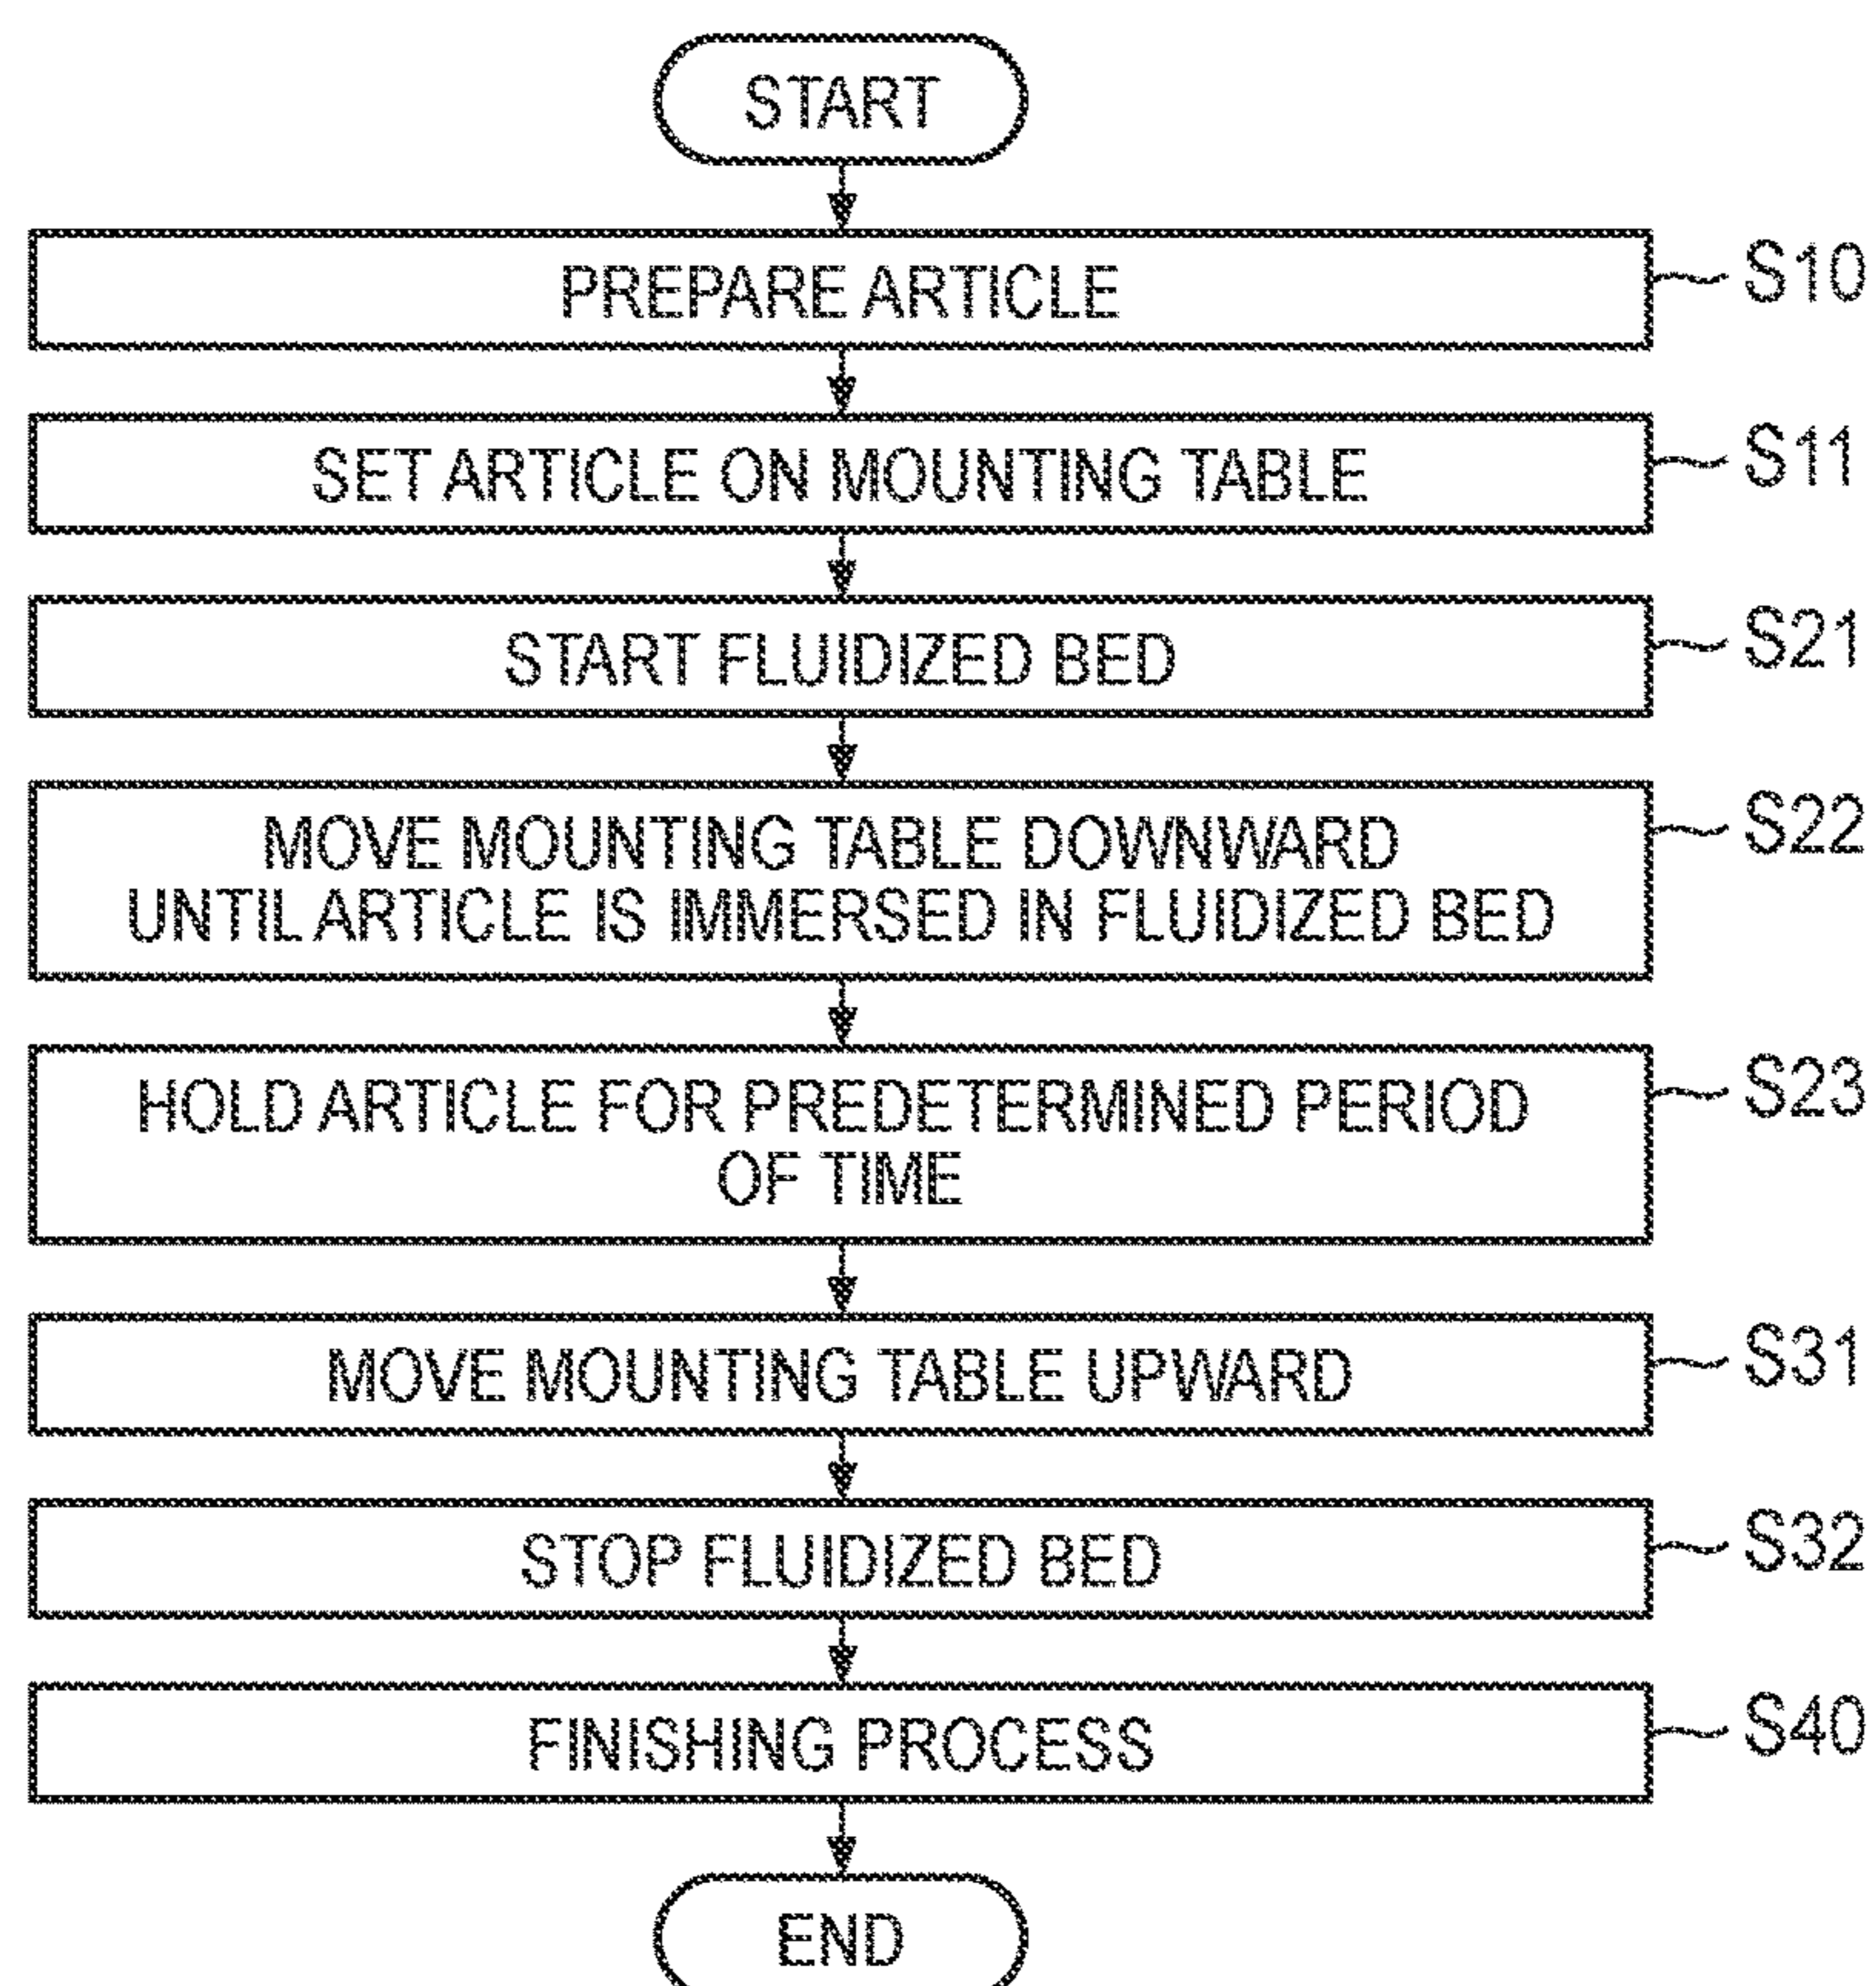 START
PREPARE ARTICLE
S10
SET ARTICLE ON MOUNTING TABLE
S11
START FLUIDIZED BED
S21
MOVE MOUNTING TABLE DOWNWARD
UNTIL ARTICLE IS IMMERSED IN FLUIDIZED BED
S22
HOLD ARTICLE FOR PREDETERMINED PERIOD
OF TIME
S23
MOVE MOUNTING TABLE UPWARD
S31
STOP FLUIDIZED BED
S32
FINISHING PROCESS
S40
END